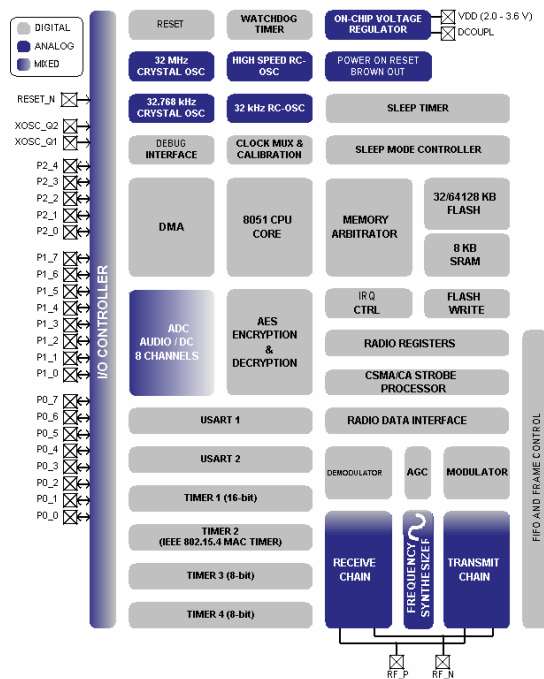 DIGITAL
ANALOG
MIXED
RESET
WATCHDOG
TIMER
ON-CHIP VOLTAGE
REGULATOR
VDD (2.0 - 3.6 V)
DCOUPL
32 MHz
CRYSTAL OSC
HIGH SPEED RC-
OSC
POWER ON RESET
BROWN OUT
RESET_N
32.768 kHz
CRYSTAL OSC
32 kHz RC-OSC
SLEEP TIMER
XOSC_Q2
XOSC_Q1
DEBUG
INTERFACE
CLOCK MUX &
CALIBRATION
SLEEP MODE CONTROLLER
P2_4
P2_3
P2_2
P2_1
P2_0
DMA
8051 CPU
CORE
MEMORY
ARBITRATOR
32/64128 KB
FLASH
8 KB
SRAM
P1_7
P1_6
P1_5
P1_4
P1_3
P1_2
P1_1
P1_0
I/O CONTROLLER
ADC
AUDIO / DC
8 CHANNELS
AES
ENCRYPTION
&
DECRYPTION
IRQ
CTRL
FLASH
WRITE
RADIO REGISTERS
CSMA/CA STROBE
PROCESSOR
P0_7
P0_6
P0_5
P0_4
P0_3
P0_2
P0_1
P0_0
USART 1
RADIO DATA INTERFACE
USART 2
DEMODULATOR
AGC
MODULATOR
TIMER 1 (16-bit)
TIMER 2
(IEEE 802.15.4 MAC TIMER)
TIMER 3 (8-bit)
TIMER 4 (8-bit)
RECEIVE
CHAIN
FREQUENCY
SYNTHESIZER
TRANSMIT
CHAIN
FIFO AND FRAME CONTROL
RF_P
RF_N